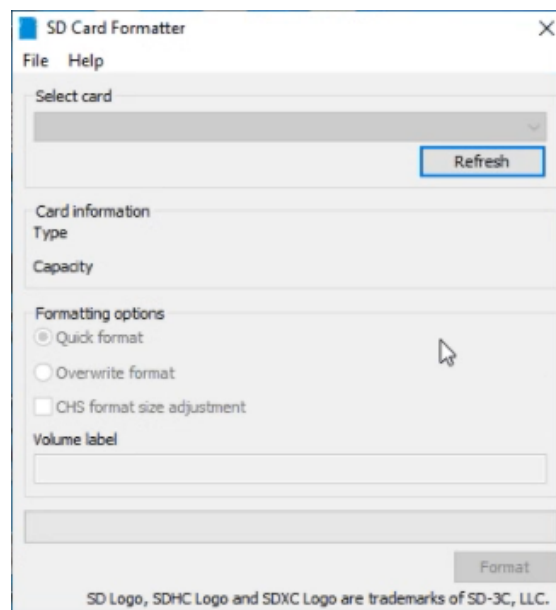 SD Card Formatter
File Help
Select card
Refresh
Card information
Type
Capacity
Formatting options
Quick format
Overwrite format
CHS format size adjustment
Volume label
Format
SD Logo, SDHC Logo and SDXC Logo are trademarks of SD-3C, LLC.